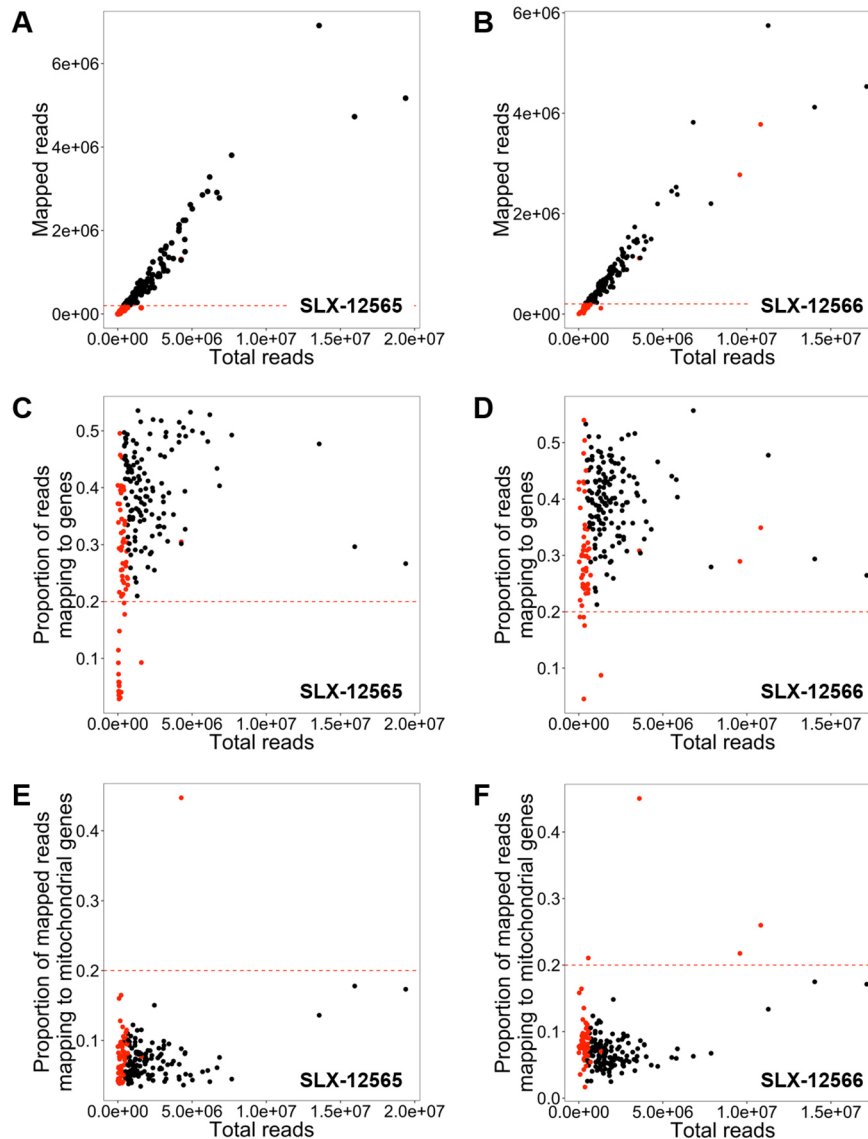 A
Mapped reads
6e+06
4e+06
2e+06
0e+00
SLX-12565
0.0e+00 5.0e+06 1.0e+07 1.5e+07 2.0e+07
Total reads
B
Mapped reads
6e+06
4e+06
2e+06
0e+00
SLX-12566
0.0e+00 5.0e+06 1.0e+07 1.5e+07
Total reads
C
Proportion of reads
mapping to genes
0.5
0.4
0.3
0.2
0.1
SLX-12565
0.0e+00 5.0e+06 1.0e+07 1.5e+07 2.0e+07
Total reads
D
Proportion of reads
mapping to genes
0.5
0.4
0.3
0.2
0.1
SLX-12566
0.0e+00 5.0e+06 1.0e+07 1.5e+07
Total reads
E
Proportion of mapped reads
mapping to mitochondrial genes
0.4
0.3
0.2
0.1
SLX-12565
0.0e+00 5.0e+06 1.0e+07 1.5e+07 2.0e+07
Total reads
F
Proportion of mapped reads
mapping to mitochondrial genes
0.4
0.3
0.2
0.1
0.0
SLX-12566
0.0e+00 5.0e+06 1.0e+07 1.5e+07
Total reads